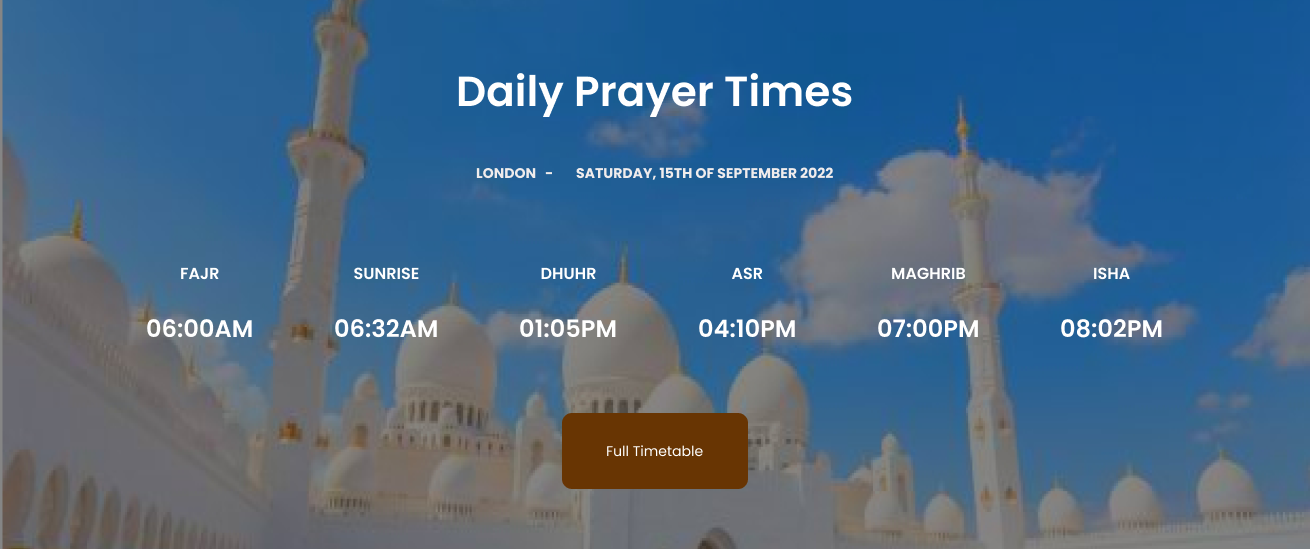 Daily Prayer Times
LONDON - SATURDAY, 15TH OF SEPTEMBER 2022
FAJR SUNRISE DHUHR ASR MAGHRIB ISHA
06:00AM 06:32AM 01:05PM 04:10PM 07:00PM 08:02PM
Full Timetable